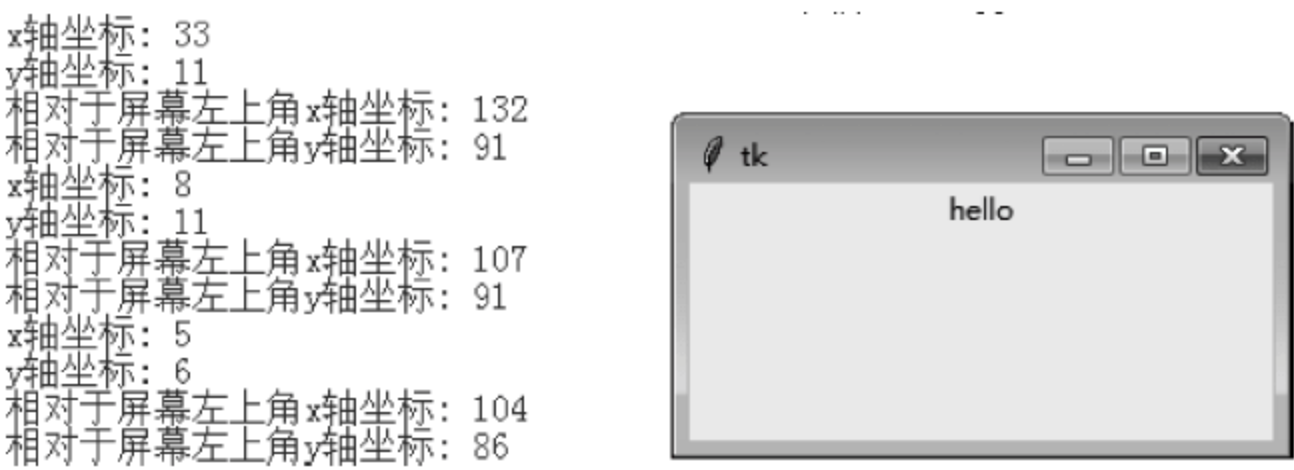 x轴坐标: 33
y轴坐标: 11
相对于屏幕左上角x轴坐标: 132
相对于屏幕左上角y轴坐标: 91
x轴坐标: 8
y轴坐标: 11
相对于屏幕左上角x轴坐标: 107
相对于屏幕左上角y轴坐标: 91
x轴坐标: 5
y轴坐标: 6
相对于屏幕左上角x轴坐标: 104
相对于屏幕左上角y轴坐标: 86
tk
hello